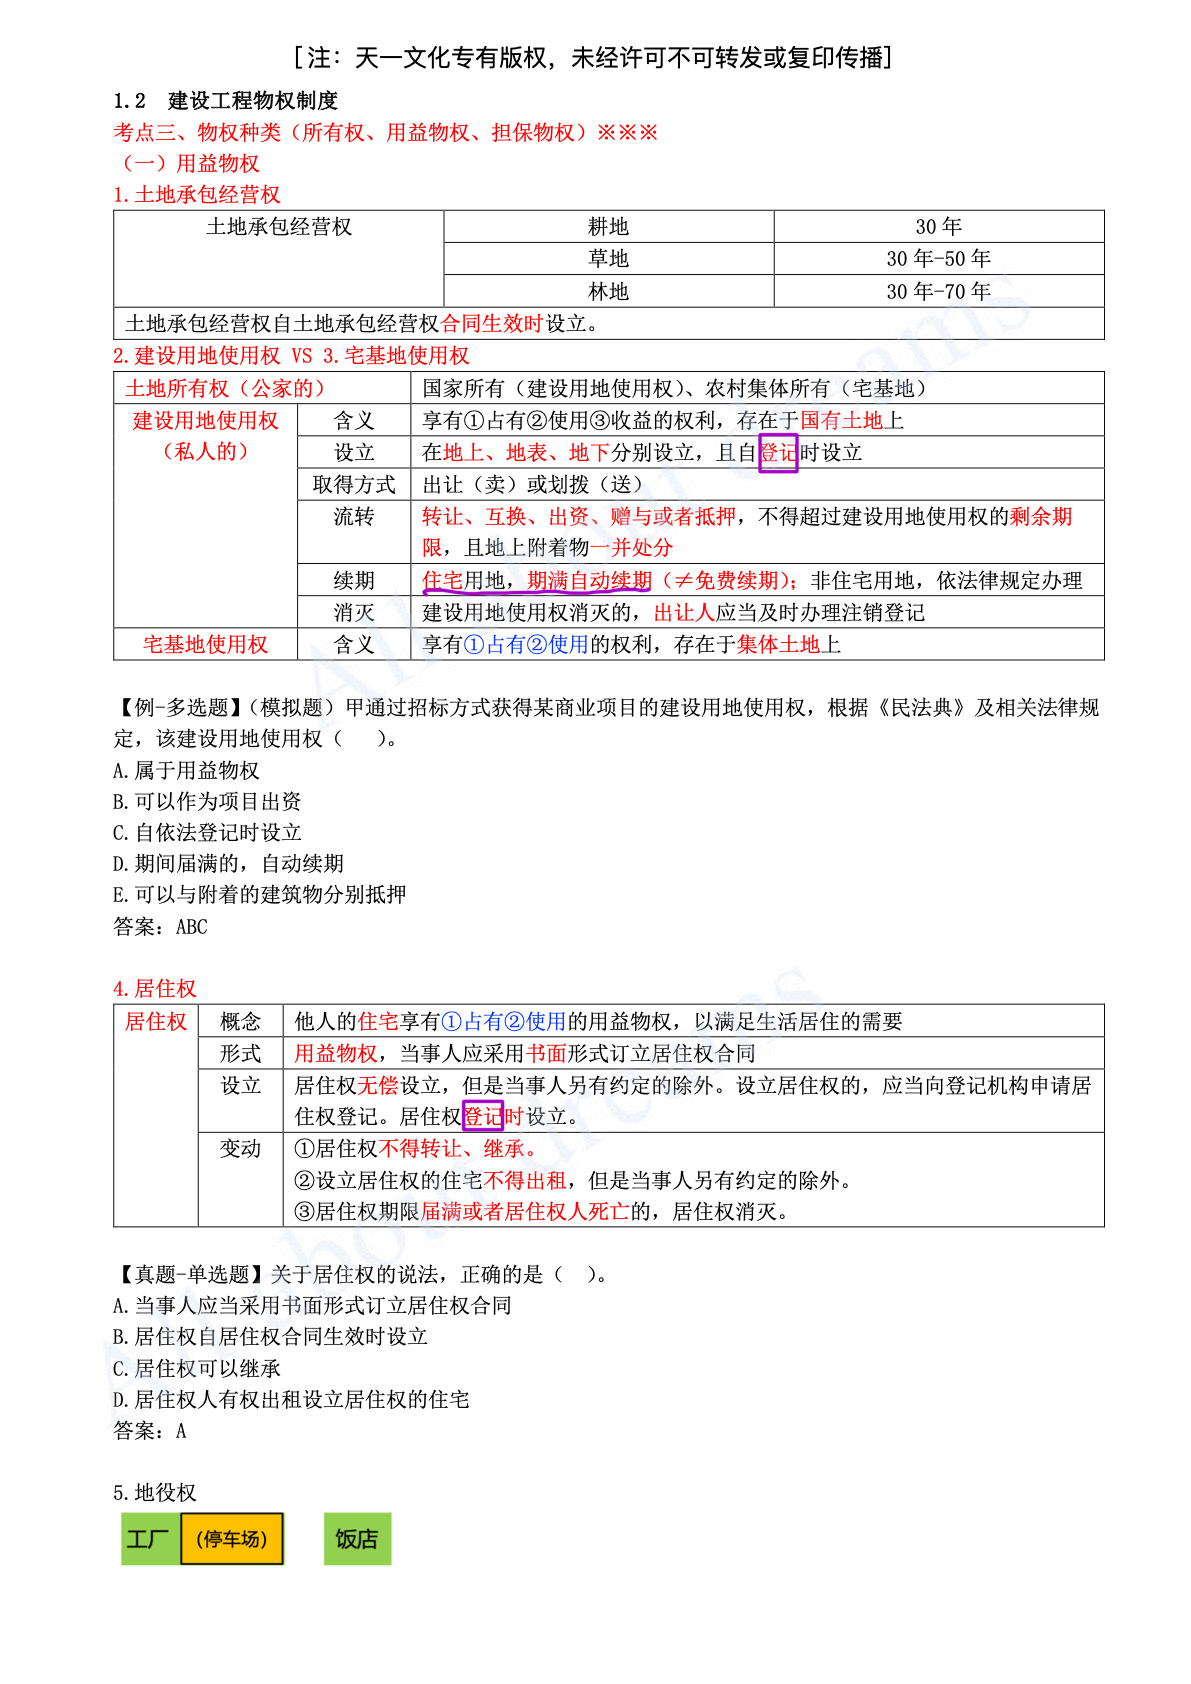 [注：天一文化专有版权，未经许可不可转发或复印传播]
1.2 建设工程物权制度
考点三、物权种类（所有权、用益物权、担保物权）※※※
（一）用益物权
1.土地承包经营权
土地承包经营权 耕地 30 年
草地 30 年-50 年
林地 30 年-70 年
土地承包经营权自土地承包经营权合同生效时设立。
2.建设用地使用权 VS 3.宅基地使用权
土地所有权（公家的） 国家所有（建设用地使用权）、农村集体所有（宅基地）
建设用地使用权 含义 享有①占有②使用③收益的权利，存在于国有土地上
（私人的） 设立 在地上、地表、地下分别设立，且自登记时设立
取得方式 出让（卖）或划拨（送）
流转 转让、互换、出资、赠与或者抵押，不得超过建设用地使用权的剩余期
限，且地上附着物一并处分
续期 住宅用地，期满自动续期（≠免费续期）；非住宅用地，依法律规定办理
消灭 建设用地使用权消灭的，出让人应当及时办理注销登记
宅基地使用权 含义 享有①占有②使用的权利，存在于集体土地上
【例-多选题】（模拟题）甲通过招标方式获得某商业项目的建设用地使用权，根据《民法典》及相关法律规
定，该建设用地使用权（ ）。
A.属于用益物权
B.可以作为项目出资
C.自依法登记时设立
D.期间届满的，自动续期
E.可以与附着的建筑物分别抵押
答案：ABC
4.居住权
居住权 概念 他人的住宅享有①占有②使用的用益物权，以满足生活居住的需要
形式 用益物权，当事人应采用书面形式订立居住权合同
设立 居住权无偿设立，但是当事人另有约定的除外。设立居住权的，应当向登记机构申请居
住权登记。居住权登记时设立。
变动 ①居住权不得转让、继承。
②设立居住权的住宅不得出租，但是当事人另有约定的除外。
③居住权期限届满或者居住权人死亡的，居住权消灭。
【真题-单选题】关于居住权的说法，正确的是（ ）。
A.当事人应当采用书面形式订立居住权合同
B.居住权自居住权合同生效时设立
C.居住权可以继承
D.居住权人有权出租设立居住权的住宅
答案：A
5.地役权
工厂 （停车场） 饭店
All about dreams
All about dreams